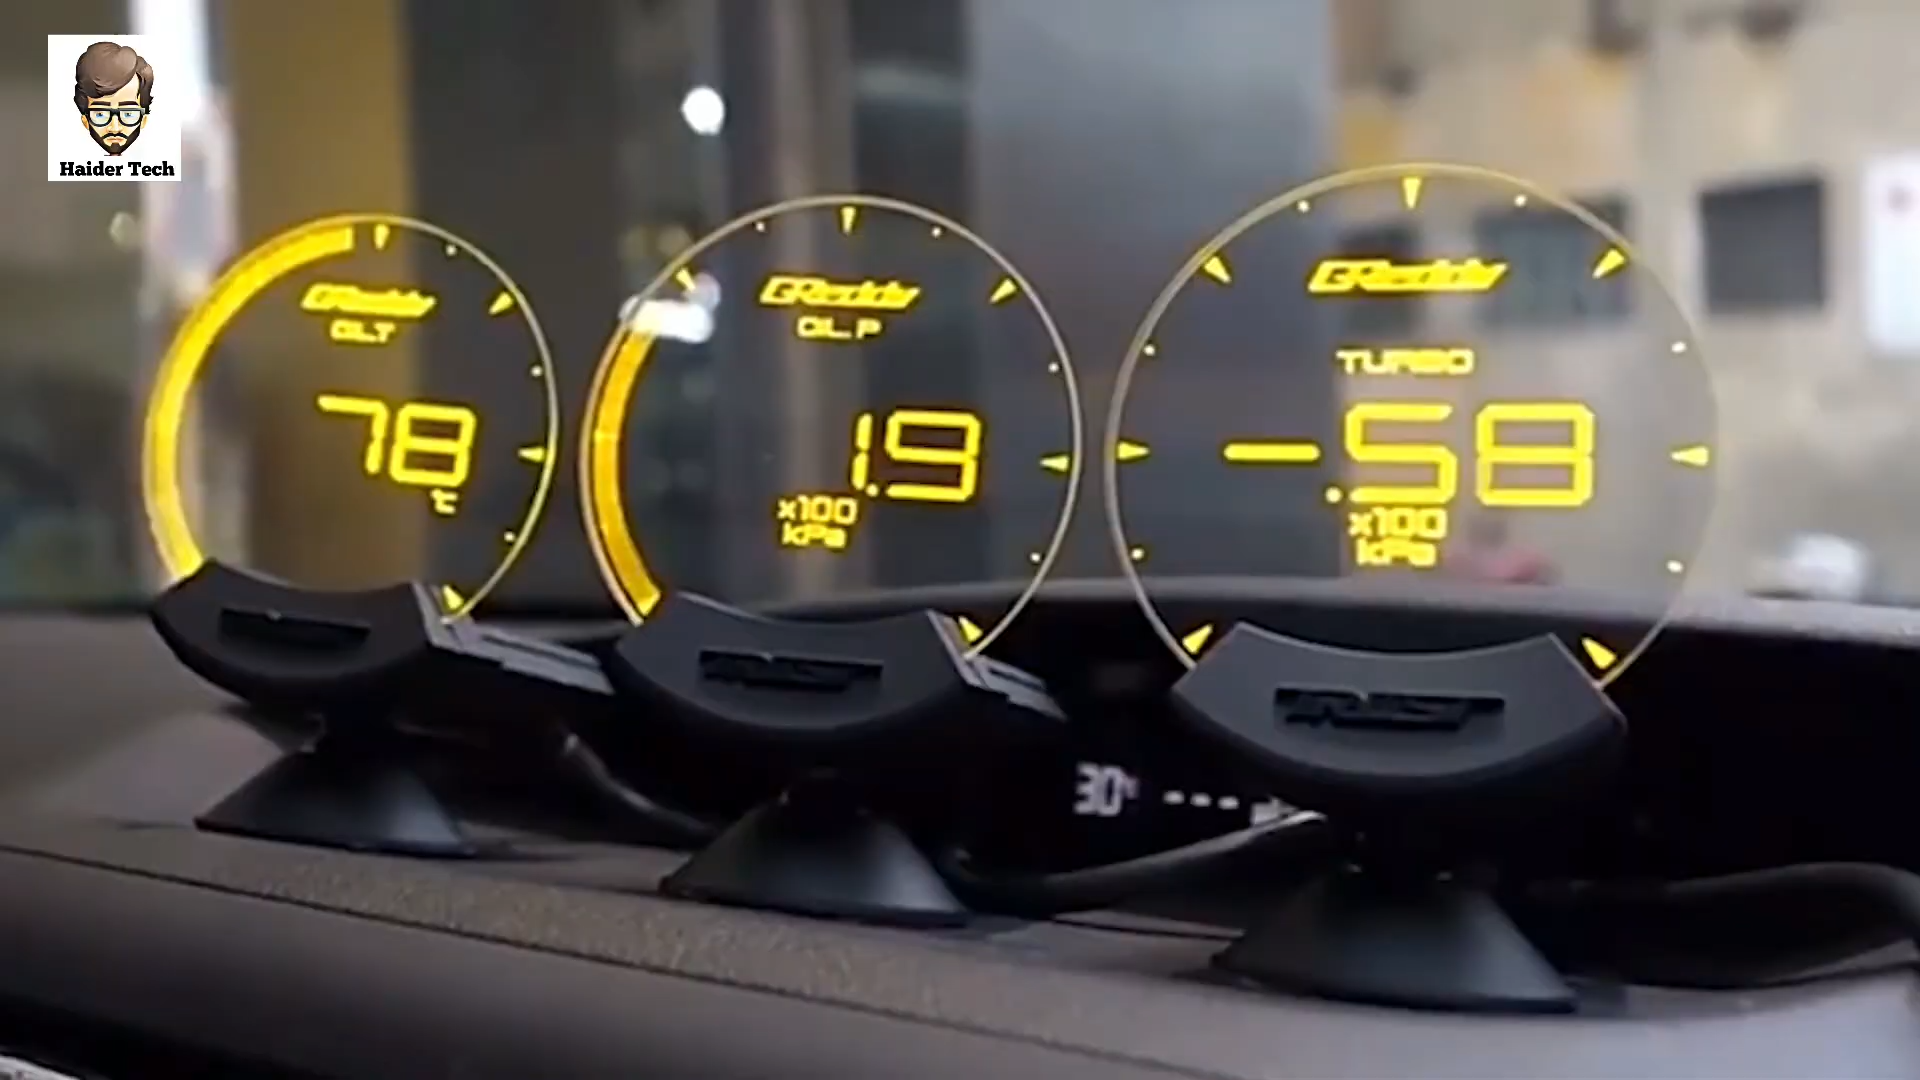 Haider Tech
GReddy
OIL T
78
℃
GReddy
OIL P
1.9
x100
kPa
GReddy
TURBO
-.58
x100
kPa
30°